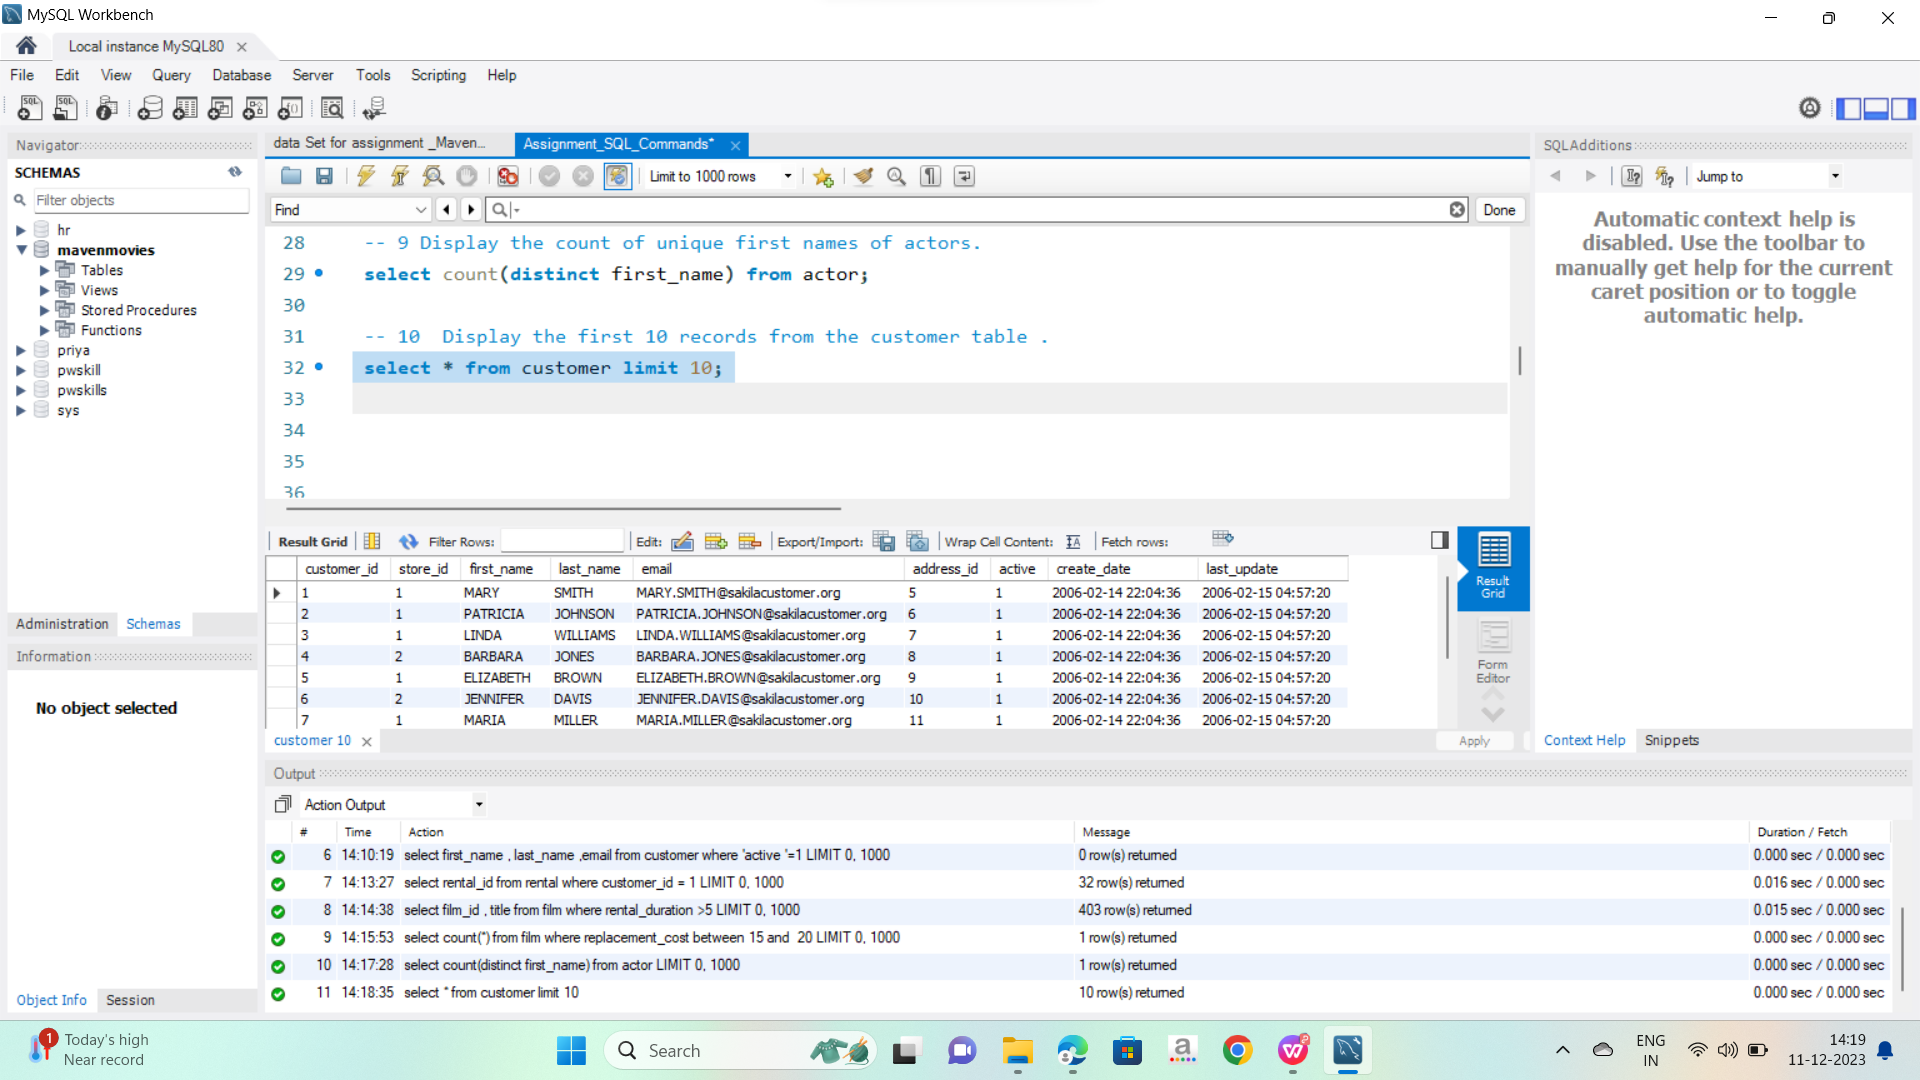 MySQL Workbench
Local instance MySQL80
File Edit View Query Database Server Tools Scripting Help
Navigator
SCHEMAS
Filter objects
hr
mavenmovies
Tables
Views
Stored Procedures
Functions
priya
pwskill
pwskills
sys
Administration Schemas
Information
No object selected
Object Info Session
data Set for assignment _Maven... Assignment_SQL_Commands*
Limit to 1000 rows
Find Done
28 -- 9 Display the count of unique first names of actors.
29 select count(distinct first_name) from actor;
30
31 -- 10 Display the first 10 records from the customer table .
32 select * from customer limit 10;
33
34
35
36
Result Grid Filter Rows: Edit: Export/Import: Wrap Cell Content: Fetch rows:
customer_id store_id first_name last_name email address_id active create_date last_update
1 1 MARY SMITH MARY.SMITH@sakilacustomer.org 5 1 2006-02-14 22:04:36 2006-02-15 04:57:20
2 1 PATRICIA JOHNSON PATRICIA.JOHNSON@sakilacustomer.org 6 1 2006-02-14 22:04:36 2006-02-15 04:57:20
3 1 LINDA WILLIAMS LINDA.WILLIAMS@sakilacustomer.org 7 1 2006-02-14 22:04:36 2006-02-15 04:57:20
4 2 BARBARA JONES BARBARA.JONES@sakilacustomer.org 8 1 2006-02-14 22:04:36 2006-02-15 04:57:20
5 1 ELIZABETH BROWN ELIZABETH.BROWN@sakilacustomer.org 9 1 2006-02-14 22:04:36 2006-02-15 04:57:20
6 2 JENNIFER DAVIS JENNIFER.DAVIS@sakilacustomer.org 10 1 2006-02-14 22:04:36 2006-02-15 04:57:20
7 1 MARIA MILLER MARIA.MILLER@sakilacustomer.org 11 1 2006-02-14 22:04:36 2006-02-15 04:57:20
Result
Grid
Form
Editor
customer 10 Apply
SQLAdditions
Jump to
Automatic context help is
disabled. Use the toolbar to
manually get help for the current
caret position or to toggle
automatic help.
Context Help Snippets
Output
Action Output
# Time Action Message Duration / Fetch
6 14:10:19 select first_name , last_name ,email from customer where 'active '=1 LIMIT 0, 1000 0 row(s) returned 0.000 sec / 0.000 sec
7 14:13:27 select rental_id from rental where customer_id = 1 LIMIT 0, 1000 32 row(s) returned 0.016 sec / 0.000 sec
8 14:14:38 select film_id , title from film where rental_duration >5 LIMIT 0, 1000 403 row(s) returned 0.015 sec / 0.000 sec
9 14:15:53 select count(*) from film where replacement_cost between 15 and 20 LIMIT 0, 1000 1 row(s) returned 0.000 sec / 0.000 sec
10 14:17:28 select count(distinct first_name) from actor LIMIT 0, 1000 1 row(s) returned 0.000 sec / 0.000 sec
11 14:18:35 select * from customer limit 10 10 row(s) returned 0.000 sec / 0.000 sec
1 Today's high
Near record
Search
ENG
IN
14:19
11-12-2023